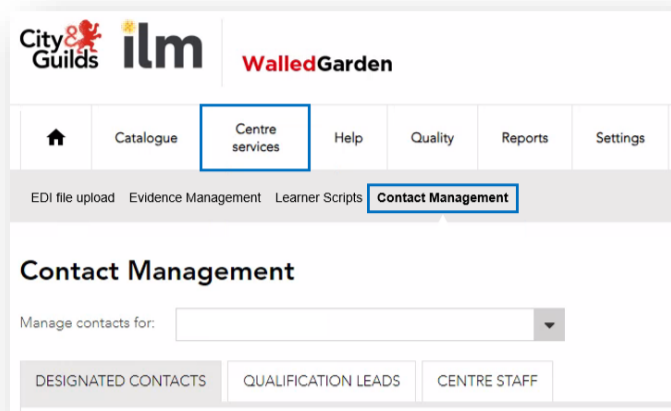 City&
Guilds
ilm
WalledGarden
Catalogue
Centre
services
Help
Quality
Reports
Settings
EDI file upload Evidence Management Learner Scripts Contact Management
Contact Management
Manage contacts for:
DESIGNATED CONTACTS QUALIFICATION LEADS CENTRE STAFF